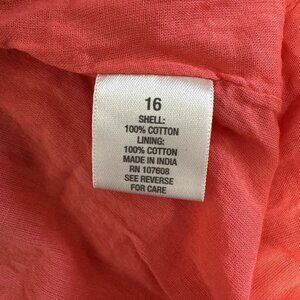 16
SHELL:
100% COTTON
LINING:
100% COTTON
MADE IN INDIA
RN 107608
SEE REVERSE
FOR CARE